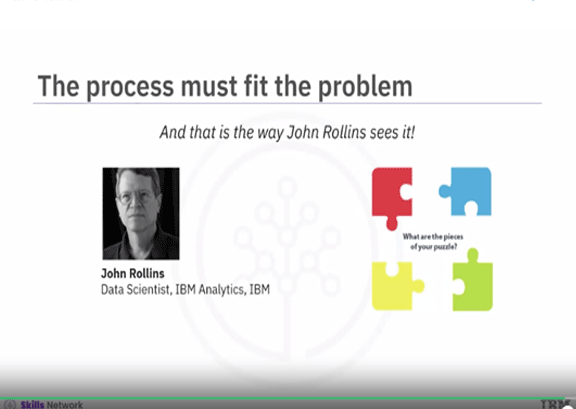 The process must fit the problem
And that is the way John Rollins sees it!
What are the pieces
of your puzzle?
John Rollins
Data Scientist, IBM Analytics, IBM
Skills Network
IBM